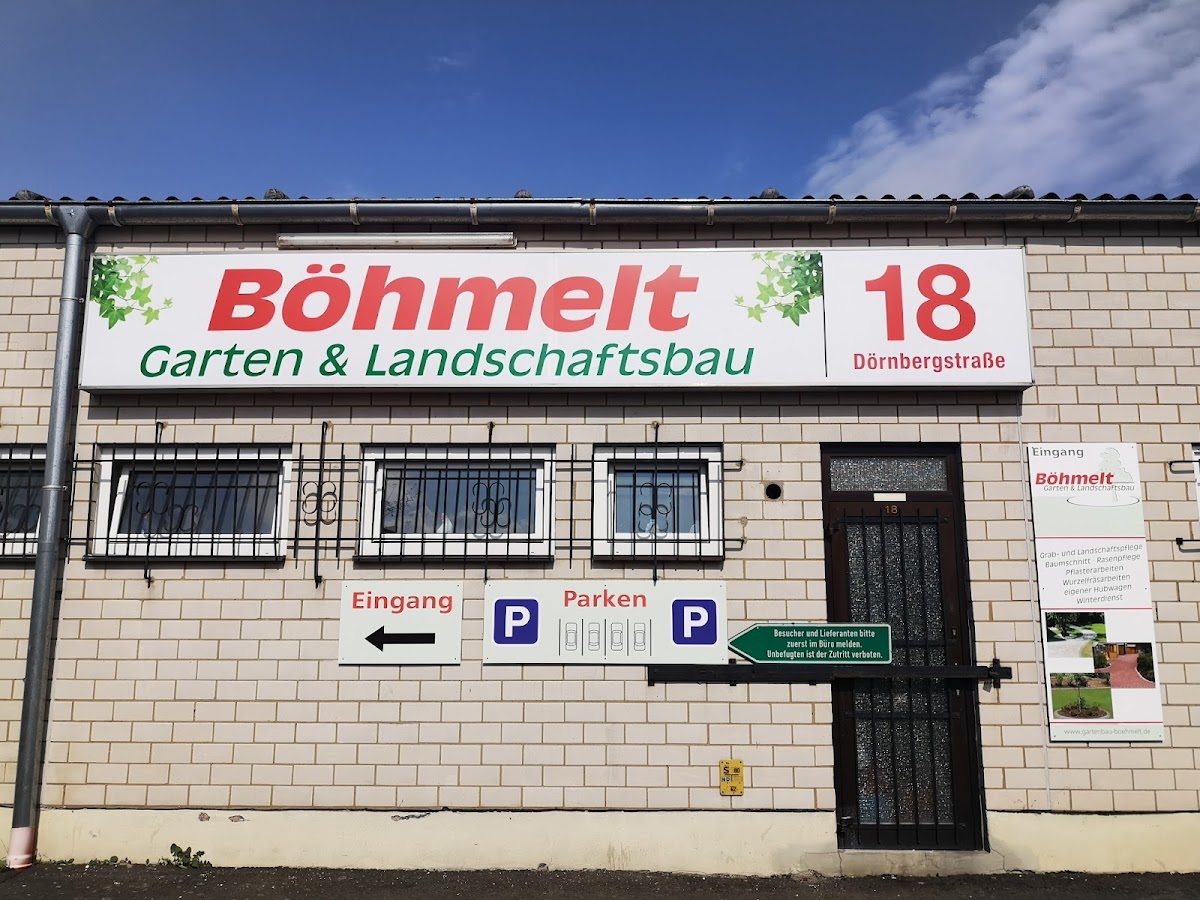 Böhmelt
Garten & Landschaftsbau
18
Dörnbergstraße
18
Eingang
Böhmelt
Garten & Landschaftsbau
Grab- und Landschaftspflege
Baumschnitt - Rasenpflege
Pflasterarbeiten
Wurzelfräsarbeiten
eigener Hubwagen
Winterdienst
www.gartenbau-boehmelt.de
Eingang
P
Parken
P
Besucher und Lieferanten bitte
zuerst im Büro melden.
Unbefugten ist der Zutritt verboten.
S